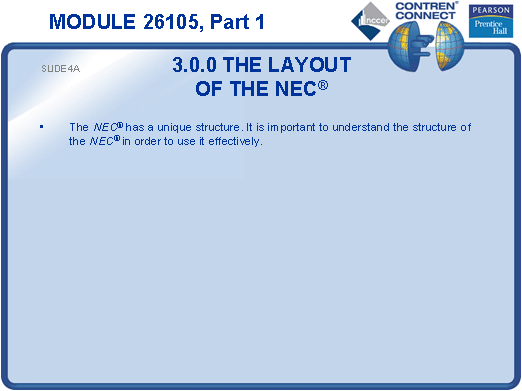 MODULE 26105, Part 1
nccer
CONTREN®
CONNECT
PEARSON
Prentice
Hall
SLIDE 4A
3.0.0 THE LAYOUT
OF THE NEC®
• The NEC® has a unique structure. It is important to understand the structure of
the NEC® in order to use it effectively.